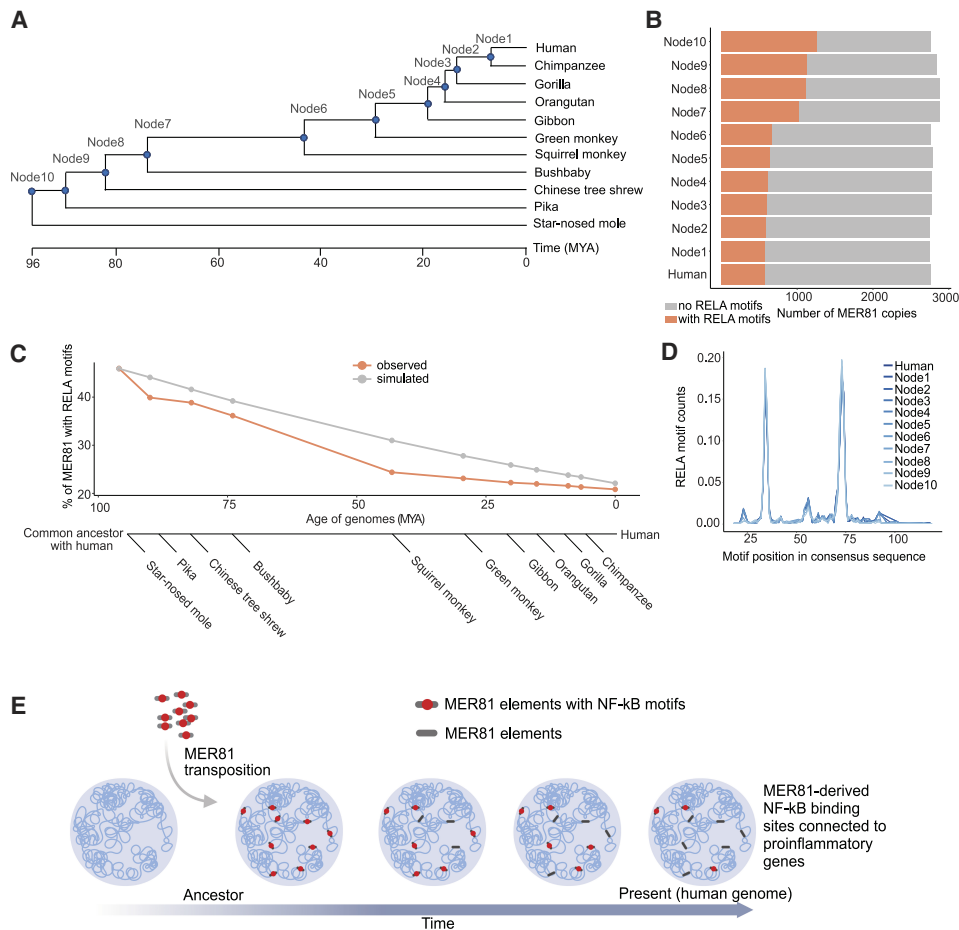 A
Node1
Node2
Node3
Node4
Node5
Node6
Node7
Node8
Node9
Node10
Human
Chimpanzee
Gorilla
Orangutan
Gibbon
Green monkey
Squirrel monkey
Bushbaby
Chinese tree shrew
Pika
Star-nosed mole
Time (MYA)
96 80 60 40 20 0
B
Node10
Node9
Node8
Node7
Node6
Node5
Node4
Node3
Node2
Node1
Human
1000 2000 3000
Number of MER81 copies
no RELA motifs
with RELA motifs
C
% of MER81 with RELA motifs
40
30
20
observed
simulated
100 75 50 25 0
Age of genomes (MYA)
Common ancestor
with human
Human
Star-nosed mole
Pika
Chinese tree shrew
Bushbaby
Squirrel monkey
Green monkey
Gibbon
Orangutan
Gorilla
Chimpanzee
D
RELA motif counts
0.20
0.15
0.10
0.05
0.00
Human
Node1
Node2
Node3
Node4
Node5
Node6
Node7
Node8
Node9
Node10
25 50 75 100
Motif position in consensus sequence
E
MER81 elements with NF-kB motifs
MER81 elements
MER81
transposition
MER81-derived
NF-kB binding
sites connected to
proinflammatory
genes
Ancestor
Present (human genome)
Time